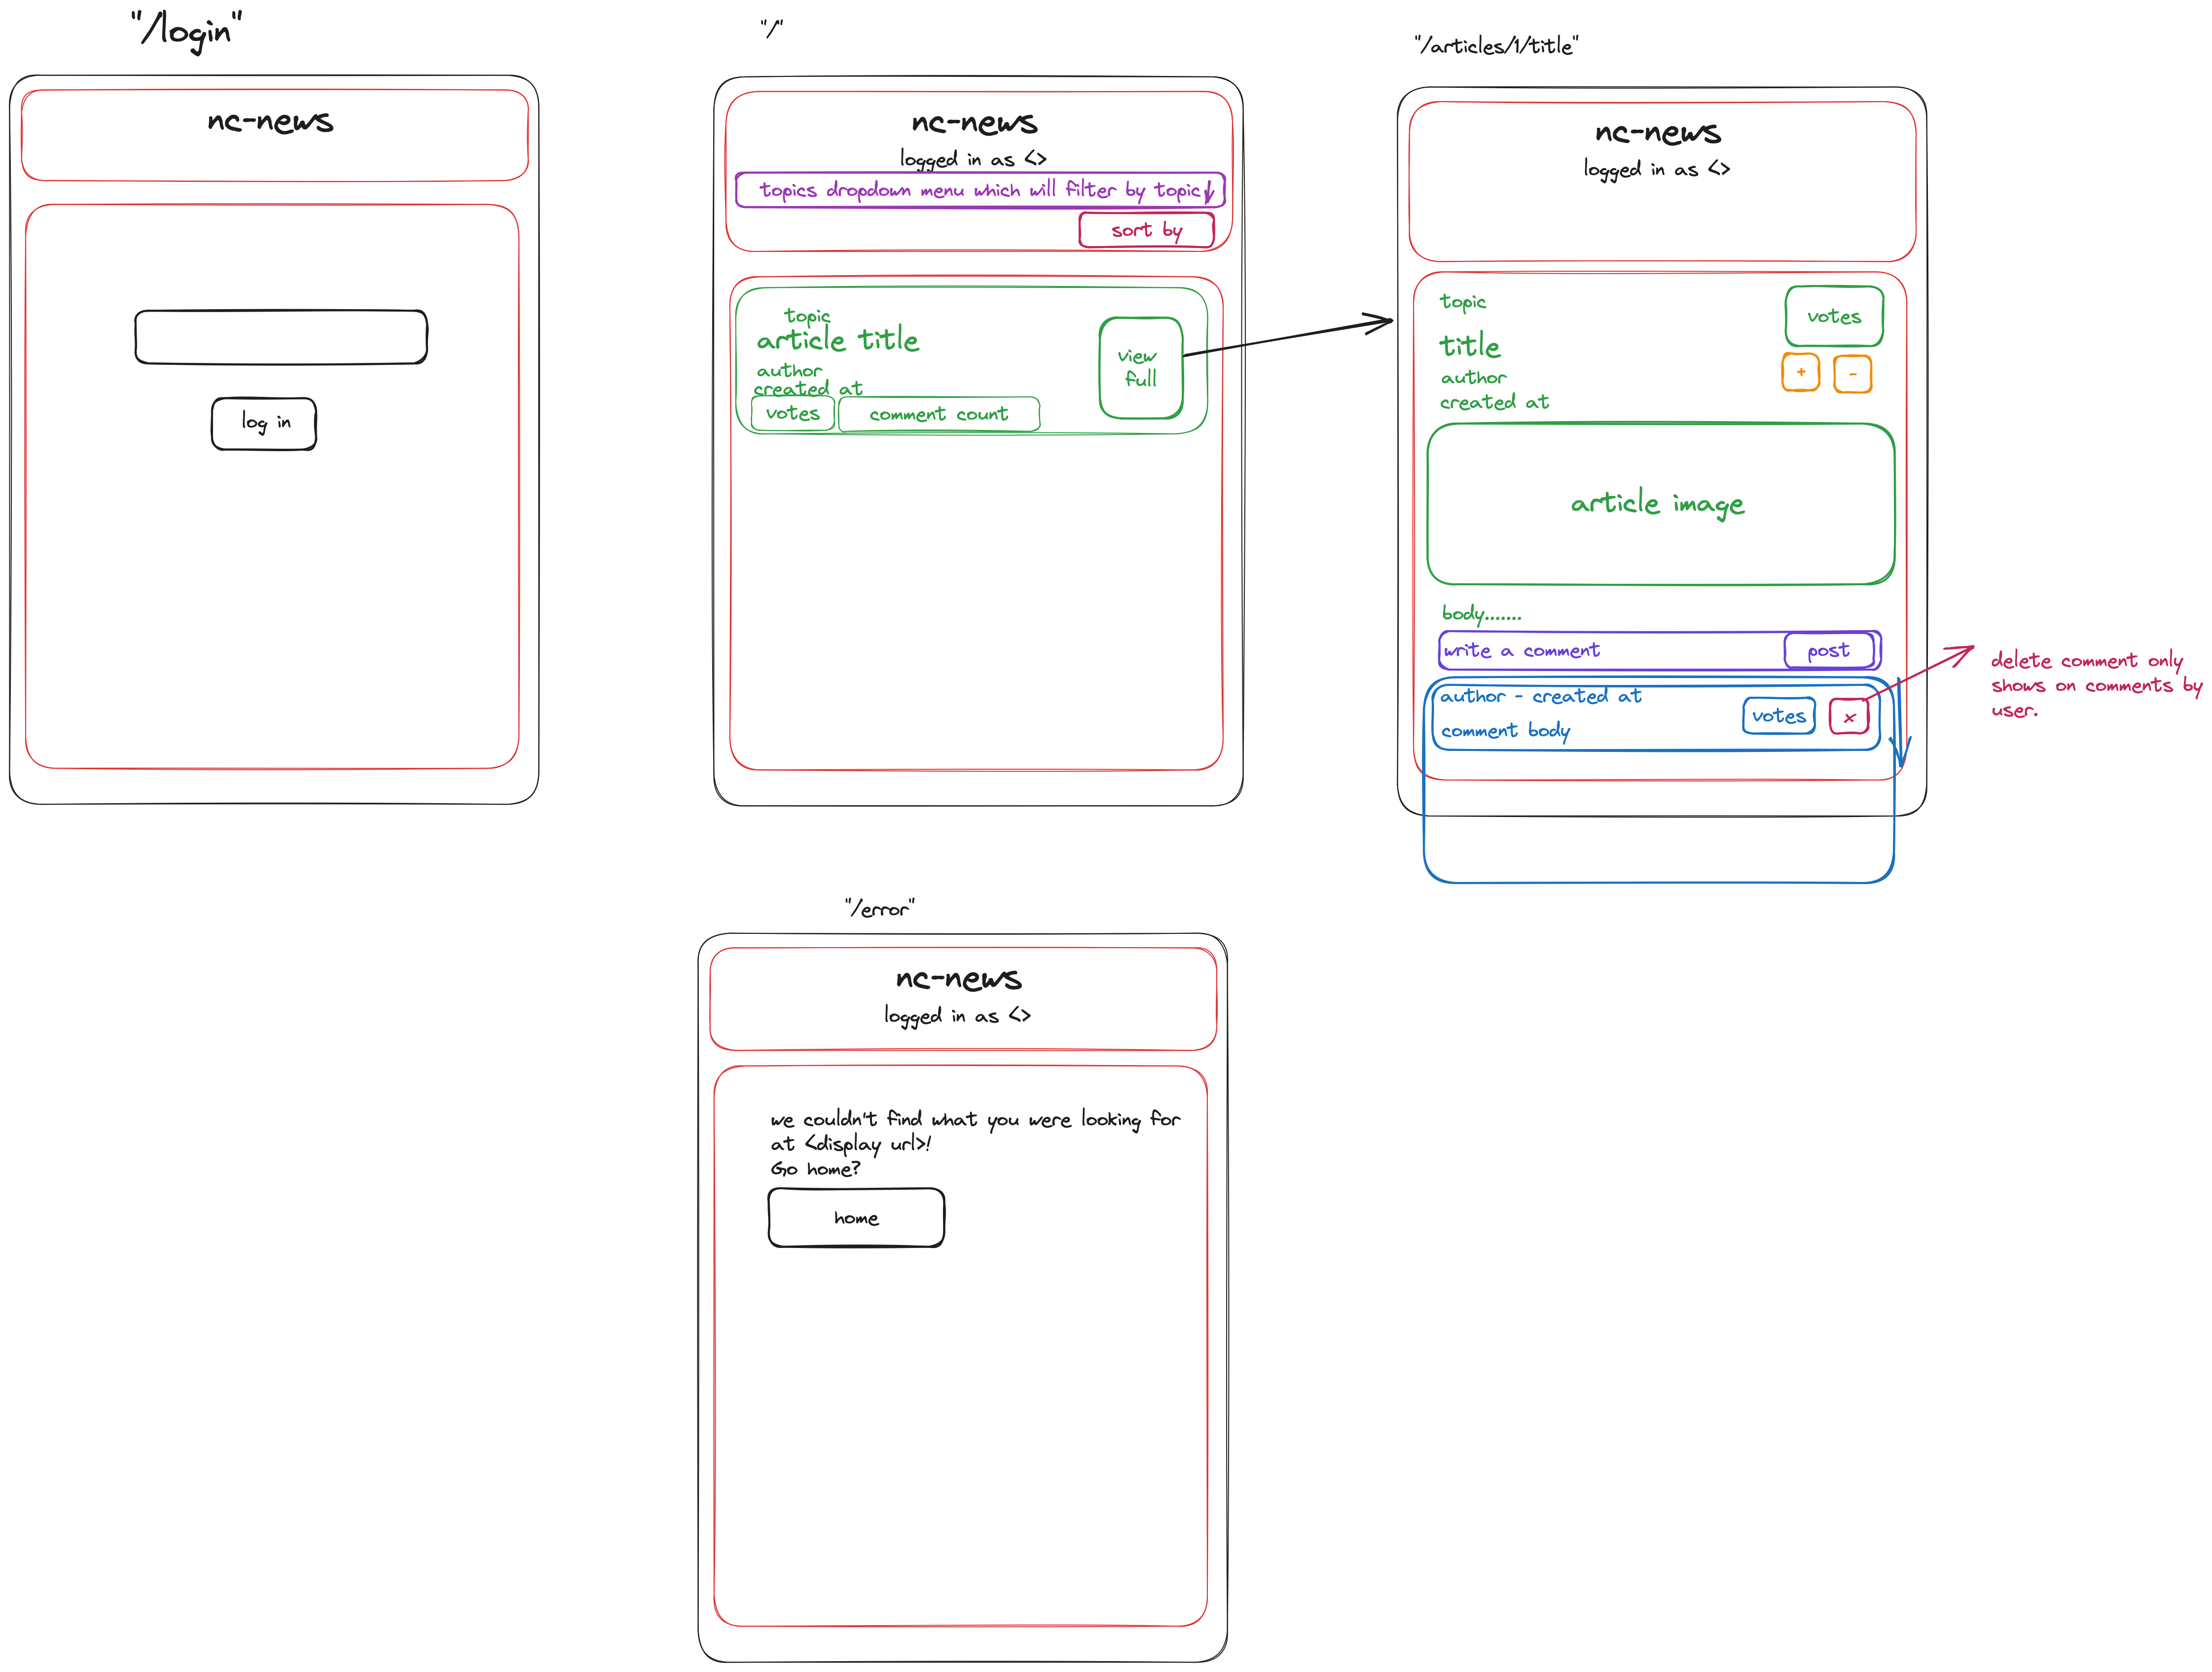 "/login"
nc-news
log in
"/"
nc-news
logged in as <>
topics dropdown menu which will filter by topic
sort by
topic
article title
author
created at
votes
comment count
view
full
"/articles/1/title"
nc-news
logged in as <>
topic
votes
title
+
-
author
created at
article image
body.......
write a comment
post
author - created at
comment body
votes
x
delete comment only
shows on comments by
user.
"/error"
nc-news
logged in as <>
we couldn't find what you were looking for
at <display url>!
Go home?
home